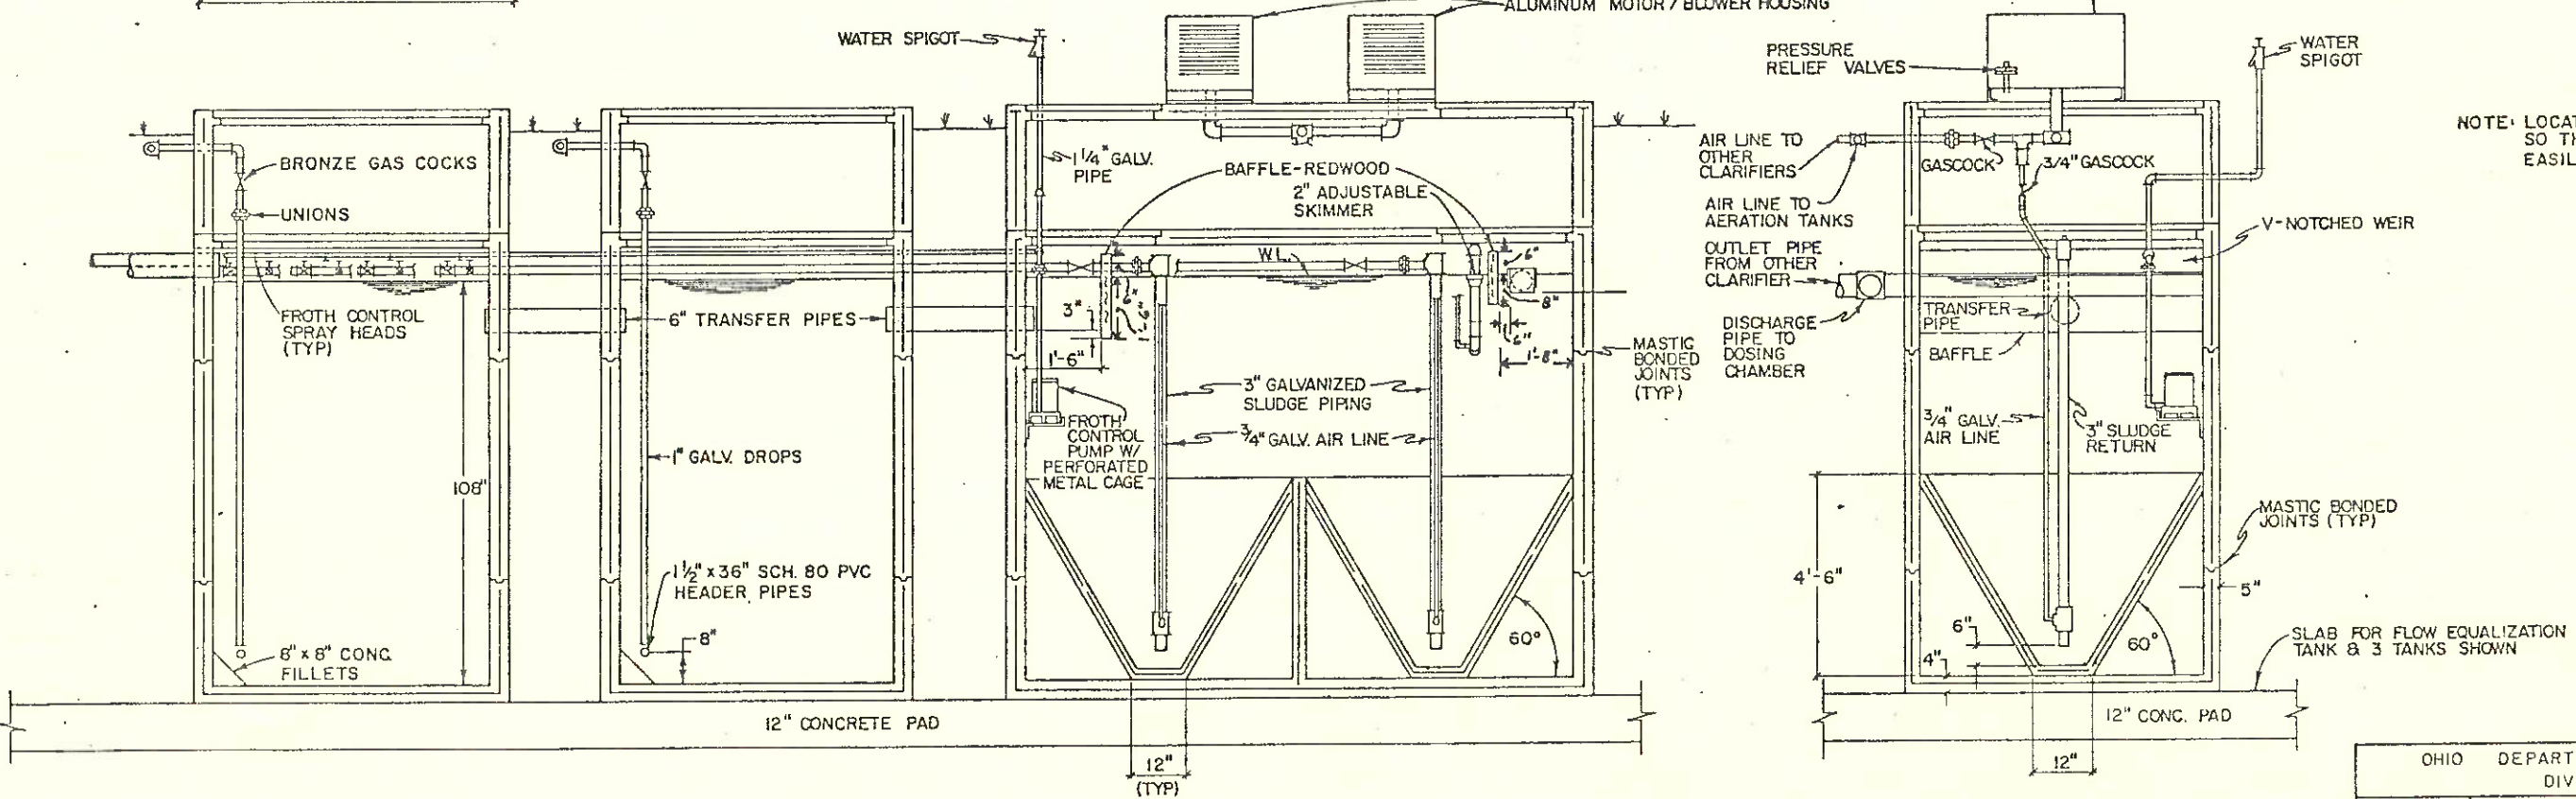 ALUMINUM MOTOR / BLOWER HOUSING
WATER SPIGOT
PRESSURE
RELIEF VALVES
WATER
SPIGOT
NOTE: LOCAT
SO TH
EASIL
BRONZE GAS COCKS
UNIONS
1 1/4" GALV.
PIPE
BAFFLE-REDWOOD
2" ADJUSTABLE
SKIMMER
AIR LINE TO
OTHER
CLARIFIERS
GASCOCK
3/4" GASCOCK
AIR LINE TO
AERATION TANKS
V-NOTCHED WEIR
OUTLET PIPE
FROM OTHER
CLARIFIER
W.L.
6"
6"
8"
1'-6"
3"
6"
1'-6"
1'-8"
FROTH CONTROL
SPRAY HEADS
(TYP)
6" TRANSFER PIPES
TRANSFER
PIPE
DISCHARGE
PIPE TO
DOSING
CHAMBER
BAFFLE
MASTIC
BONDED
JOINTS
(TYP)
3" GALVANIZED
SLUDGE PIPING
3/4" GALV. AIR LINE
FROTH
CONTROL
PUMP W/
PERFORATED
METAL CAGE
3/4" GALV.
AIR LINE
3" SLUDGE
RETURN
108"
1" GALV. DROPS
MASTIC BONDED
JOINTS (TYP)
1 1/2" x 36" SCH. 80 PVC
HEADER PIPES
8"
8" x 8" CONC.
FILLETS
60°
4'-6"
6"
4"
60°
5"
SLAB FOR FLOW EQUALIZATION
TANK & 3 TANKS SHOWN
12" CONCRETE PAD
12" CONC. PAD
12"
(TYP)
12"
OHIO DEPART
DIV